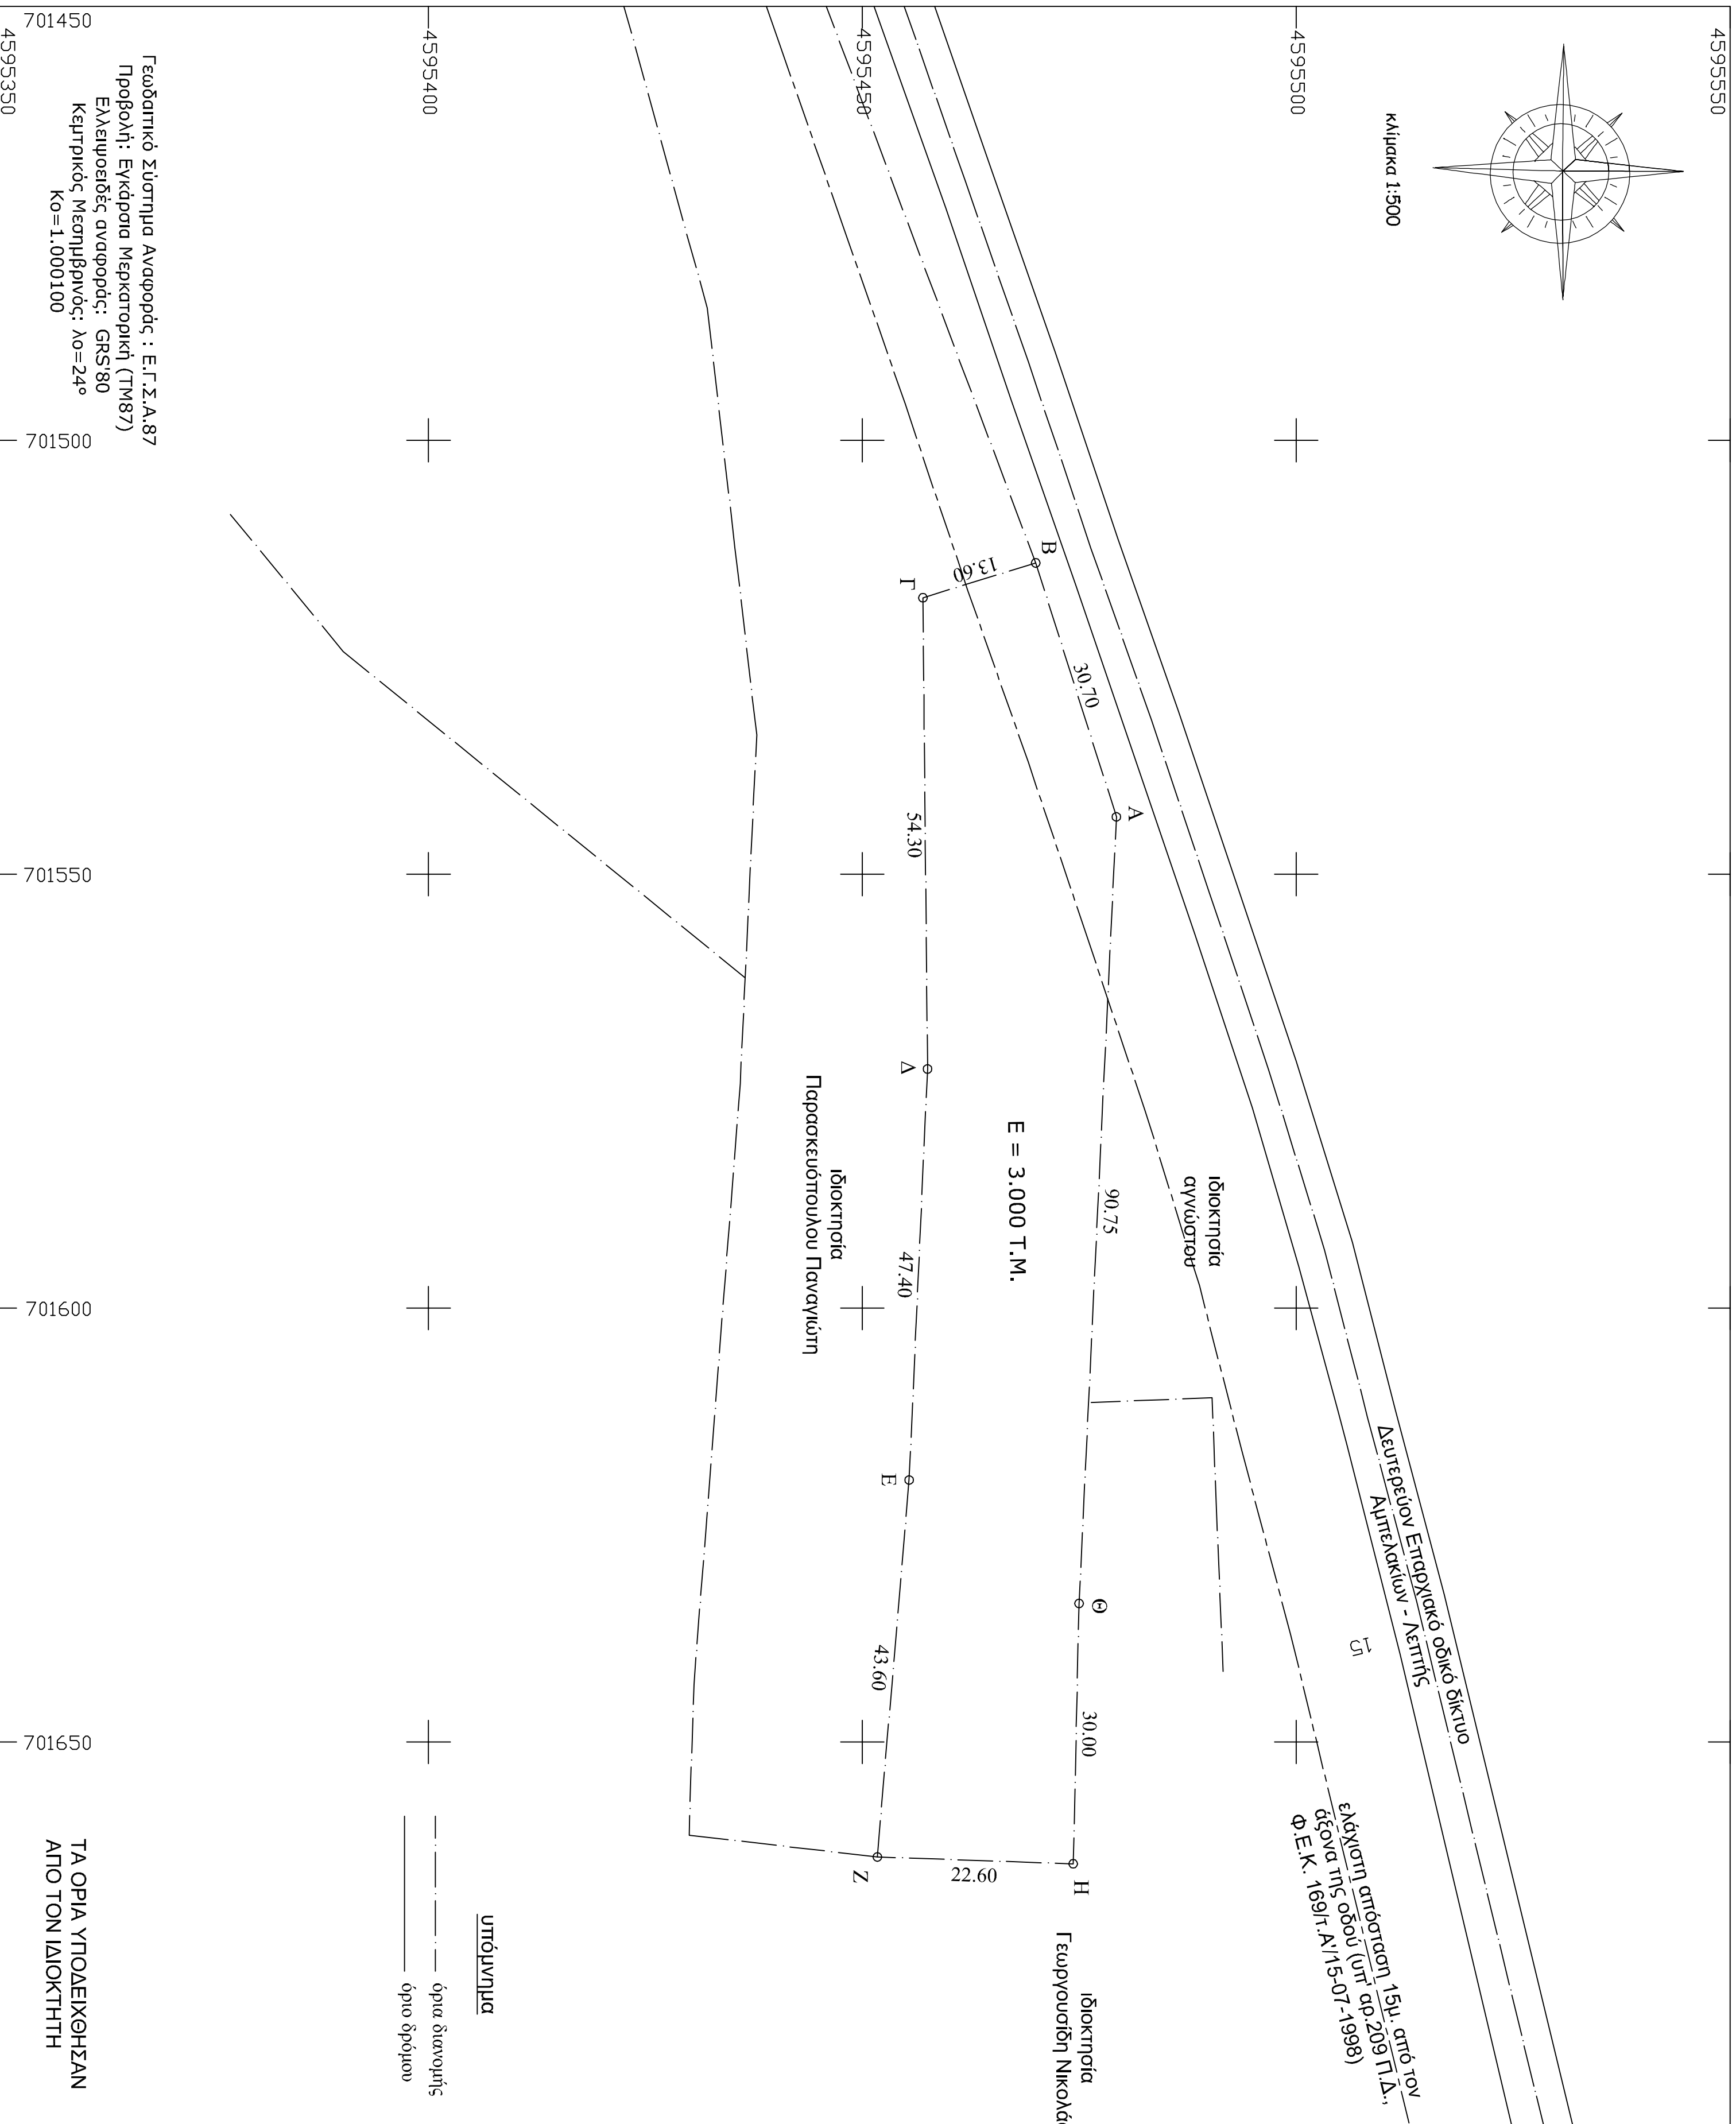 κλίμακα 1:500
4595550
4595500
4595450
4595400
4595350
701450
701500
701550
701600
701650
Δευτερεύον Επαρχιακό οδικό δίκτυο
Αμπελακίων - Λεπτής
15
ελάχιστη απόσταση 15μ. από τον
άξονα της οδού (υπ' αρ.209 Π.Δ.,
Φ.Ε.Κ. 169/τ.Α'/15-07-1998)
ιδιοκτησία
αγνώστου
Α
Β
Γ
Δ
Ε
Ζ
Η
Θ
30.70
13.60
54.30
47.40
43.60
22.60
30.00
90.75
Ε = 3.000 Τ.Μ.
ιδιοκτησία
Παρασκευόπουλου Παναγιώτη
ιδιοκτησία
Γεωργουσίδη
υπόμνημα
όρια διανομής
όριο δρόμου
Γεωδαιτικό Σύστημα Αναφοράς : Ε.Γ.Σ.Α.87
Προβολή: Εγκάρσια Μερκατορική (ΤΜ87)
Ελλειψοειδές αναφοράς: GRS'80
Κεμτρικός Μεσημβρινός: λο=24°
Κο=1.000100
ΤΑ ΟΡΙΑ ΥΠΟΔΕΙΧΘΗΣΑΝ
ΑΠΟ ΤΟΝ ΙΔΙΟΚΤΗΤΗ